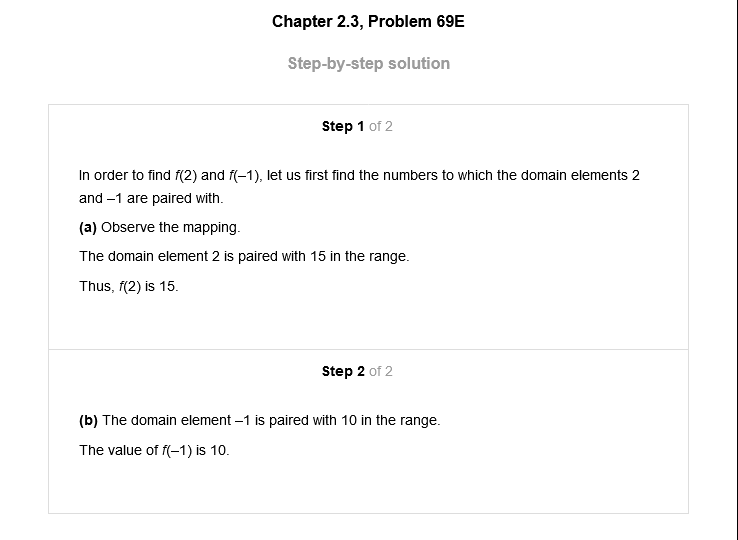 Chapter 2.3, Problem 69E
Step-by-step solution
Step 1 of 2
In order to find f(2) and f(–1), let us first find the numbers to which the domain elements 2
and –1 are paired with.
(a) Observe the mapping.
The domain element 2 is paired with 15 in the range.
Thus, f(2) is 15.
Step 2 of 2
(b) The domain element –1 is paired with 10 in the range.
The value of f(–1) is 10.